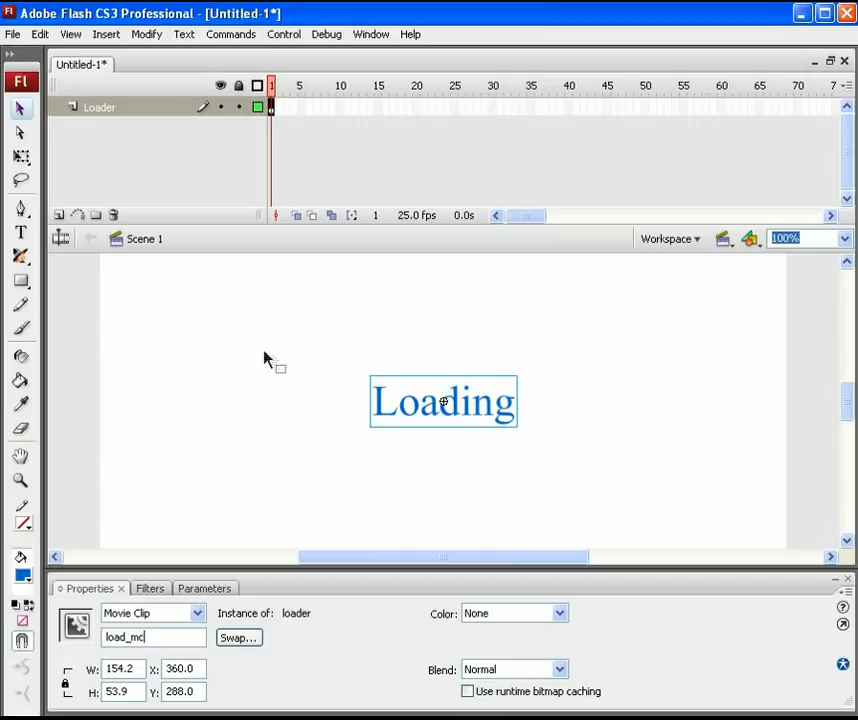 Fl Adobe Flash CS3 Professional - [Untitled-1*]
File Edit View Insert Modify Text Commands Control Debug Window Help
Untitled-1*
Fl
1 5 10 15 20 25 30 35 40 45 50 55 60 65 70 7
Loader
1 25.0 fps 0.0s
Scene 1 Workspace 100%
Loading
Properties × Filters Parameters
Movie Clip Instance of: loader Color: None
load_mc Swap...
W: 154.2 X: 360.0 Blend: Normal
H: 53.9 Y: 288.0 Use runtime bitmap caching